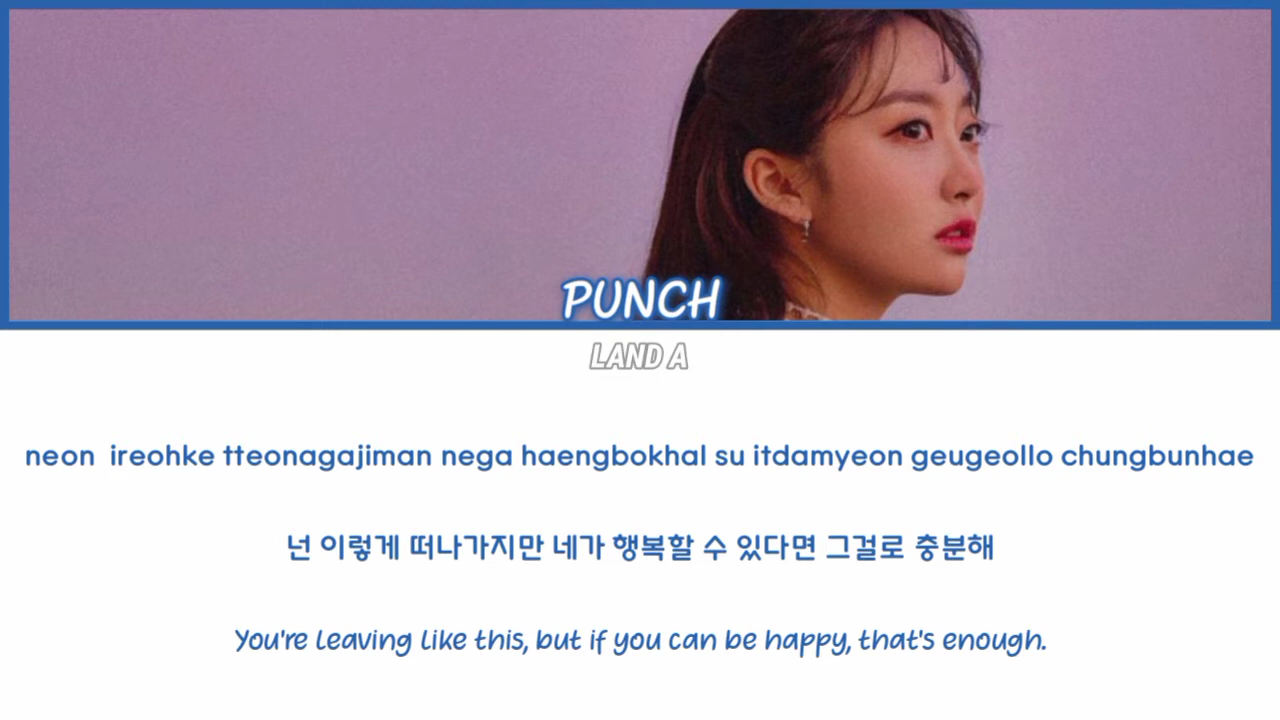 PUNCH
LAND A
neon ireohke tteonagajiman nega haengbokhal su itdamyeon geugeollo chungbunhae
넌 이렇게 떠나가지만 네가 행복할 수 있다면 그걸로 충분해
You're leaving like this, but if you can be happy, that's enough.